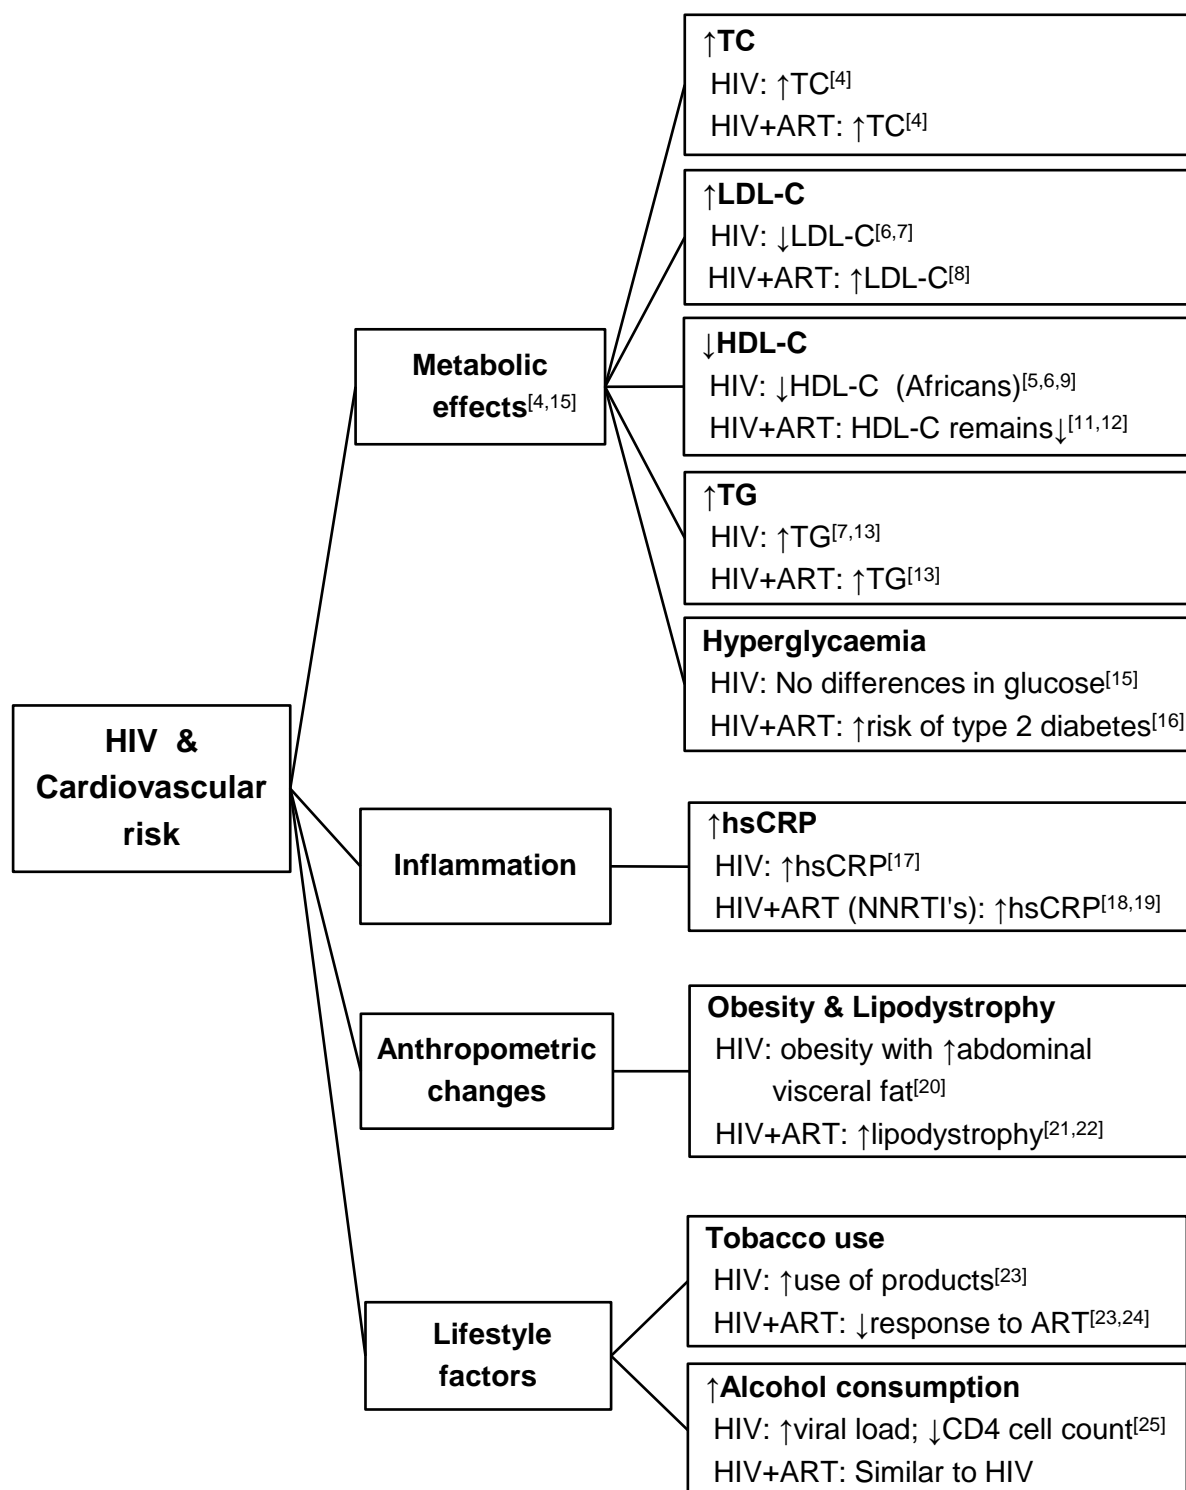 HIV &
Cardiovascular
risk
Metabolic
effects[4,15]
↑TC
HIV: ↑TC[4]
HIV+ART: ↑TC[4]
↑LDL-C
HIV: ↓LDL-C[6,7]
HIV+ART: ↑LDL-C[8]
↓HDL-C
HIV: ↓HDL-C (Africans)[5,6,9]
HIV+ART: HDL-C remains↓[11,12]
↑TG
HIV: ↑TG[7,13]
HIV+ART: ↑TG[13]
Hyperglycaemia
HIV: No differences in glucose[15]
HIV+ART: ↑risk of type 2 diabetes[16]
Inflammation
↑hsCRP
HIV: ↑hsCRP[17]
HIV+ART (NNRTI's): ↑hsCRP[18,19]
Anthropometric
changes
Obesity & Lipodystrophy
HIV: obesity with ↑abdominal
visceral fat[20]
HIV+ART: ↑lipodystrophy[21,22]
Lifestyle
factors
Tobacco use
HIV: ↑use of products[23]
HIV+ART: ↓response to ART[23,24]
↑Alcohol consumption
HIV: ↑viral load; ↓CD4 cell count[25]
HIV+ART: Similar to HIV